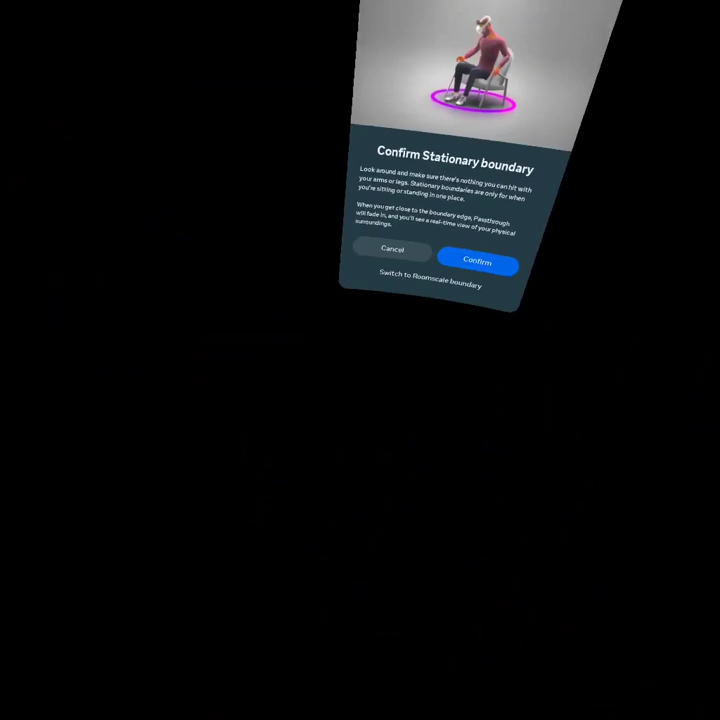 Confirm Stationary boundary
Look around and make sure there's nothing you can hit with
your arms or legs. Stationary boundaries are only for when
you're sitting or standing in one place.
When you get close to the boundary edge, Passthrough
will fade in, and you'll see a real-time view of your physical
surroundings.
Cancel
Confirm
Switch to Roomscale boundary